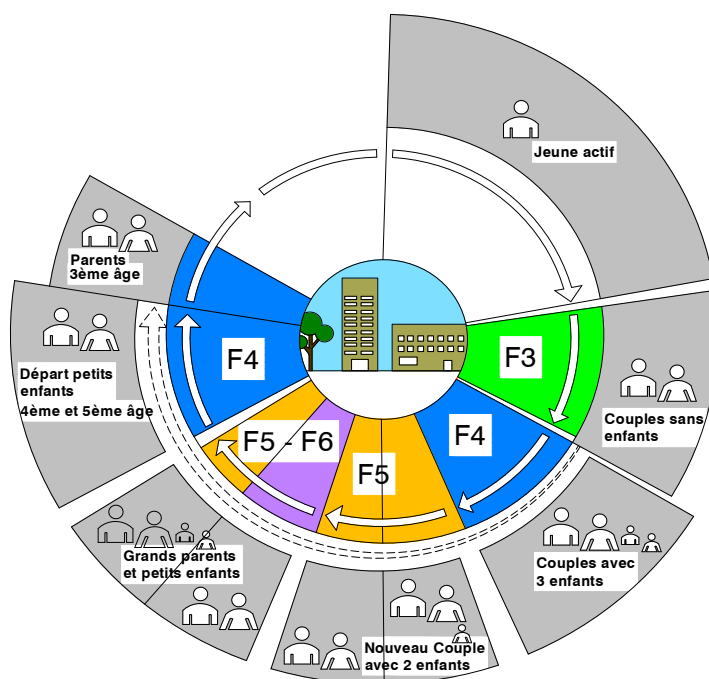 Jeune actif
Parents
3ème âge
F4
F3
Départ petits
enfants
4ème et 5ème âge
Couples sans
enfants
F5 - F6
F4
F5
Grands parents
et petits enfants
Couples avec
3 enfants
Nouveau Couple
avec 2 enfants